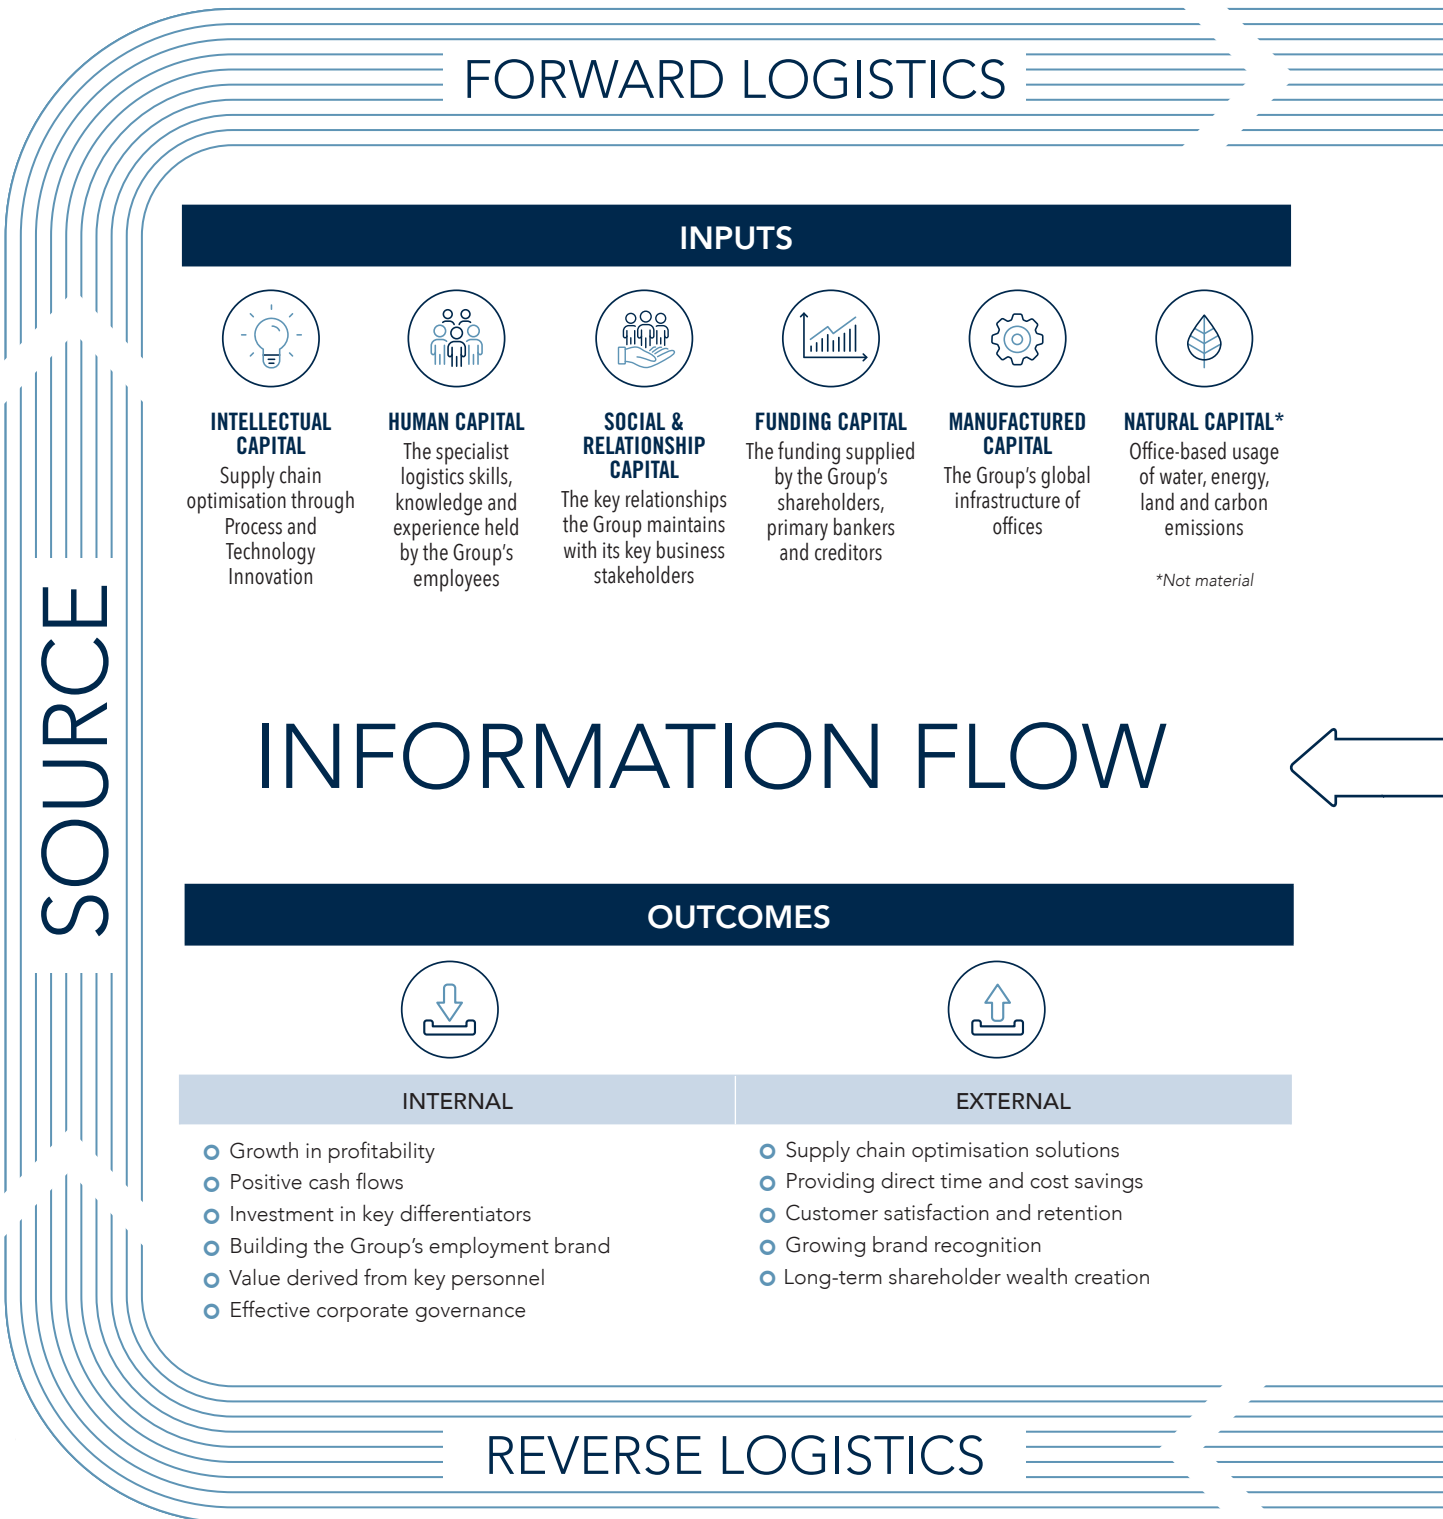 FORWARD LOGISTICS
INPUTS
INTELLECTUAL
CAPITAL
Supply chain
optimisation through
Process and
Technology
Innovation
HUMAN CAPITAL
The specialist
logistics skills,
knowledge and
experience held
by the Group’s
employees
SOCIAL &
RELATIONSHIP
CAPITAL
The key relationships
the Group maintains
with its key business
stakeholders
FUNDING CAPITAL
The funding supplied
by the Group’s
shareholders,
primary bankers
and creditors
MANUFACTURED
CAPITAL
The Group’s global
infrastructure of
offices
NATURAL CAPITAL*
Office-based usage
of water, energy,
land and carbon
emissions
*Not material
SOURCE
INFORMATION FLOW
OUTCOMES
INTERNAL
Growth in profitability
Positive cash flows
Investment in key differentiators
Building the Group’s employment brand
Value derived from key personnel
Effective corporate governance
EXTERNAL
Supply chain optimisation solutions
Providing direct time and cost savings
Customer satisfaction and retention
Growing brand recognition
Long-term shareholder wealth creation
REVERSE LOGISTICS